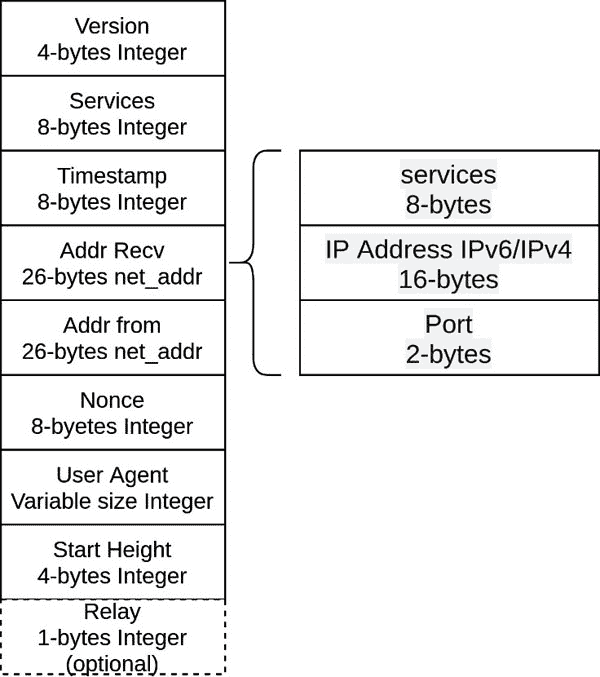 Version
4-bytes Integer
Services
8-bytes Integer
Timestamp
8-bytes Integer
Addr Recv
26-bytes net_addr
Addr from
26-bytes net_addr
Nonce
8-byetes Integer
User Agent
Variable size Integer
Start Height
4-bytes Integer
Relay
1-bytes Integer
(optional)
services
8-bytes
IP Address IPv6/IPv4
16-bytes
Port
2-bytes